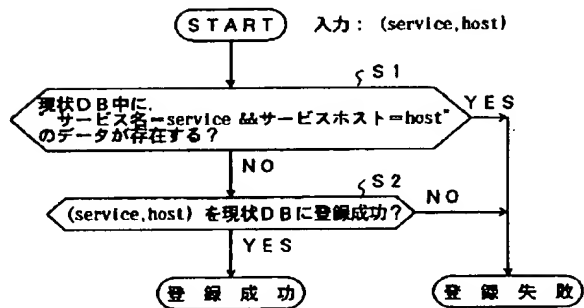 START 入力: (service,host)
S1
現状DB中に,
"サービス名=service &&サービスホスト=host"
のデータが存在する?
YES
NO
S2
(service,host) を現状DBに登録成功?
NO
YES
登録成功
登録失敗